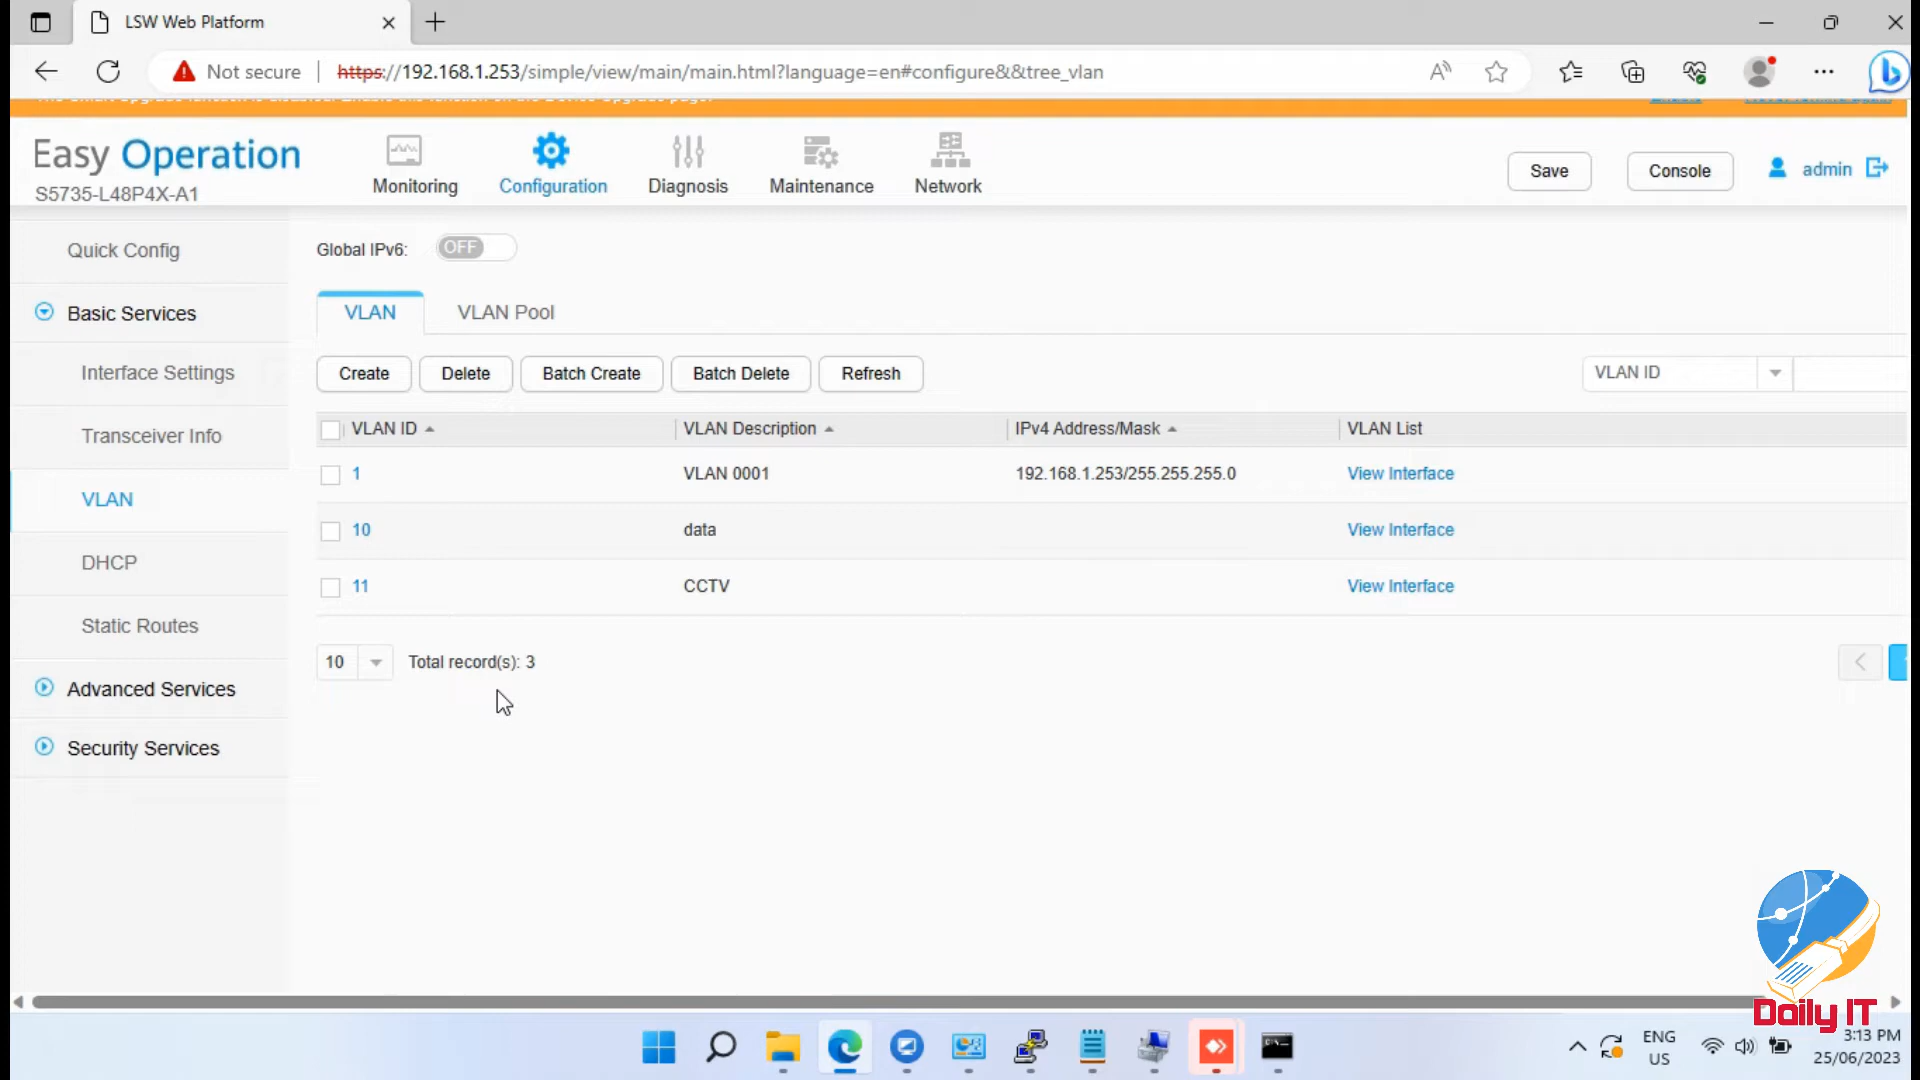 LSW Web Platform
Not secure
https://192.168.1.253/simple/view/main/main.html?language=en#configure&&tree_vlan
Easy Operation
S5735-L48P4X-A1
Monitoring
Configuration
Diagnosis
Maintenance
Network
Save
Console
admin
Quick Config
Basic Services
Interface Settings
Transceiver Info
VLAN
DHCP
Static Routes
Advanced Services
Security Services
Global IPv6:
OFF
VLAN
VLAN Pool
Create
Delete
Batch Create
Batch Delete
Refresh
VLAN ID
VLAN ID VLAN Description IPv4 Address/Mask VLAN List
1 VLAN 0001 192.168.1.253/255.255.255.0 View Interface
10 data View Interface
11 CCTV View Interface
10
Total record(s): 3
Daily IT
ENG
US
3:13 PM
25/06/2023